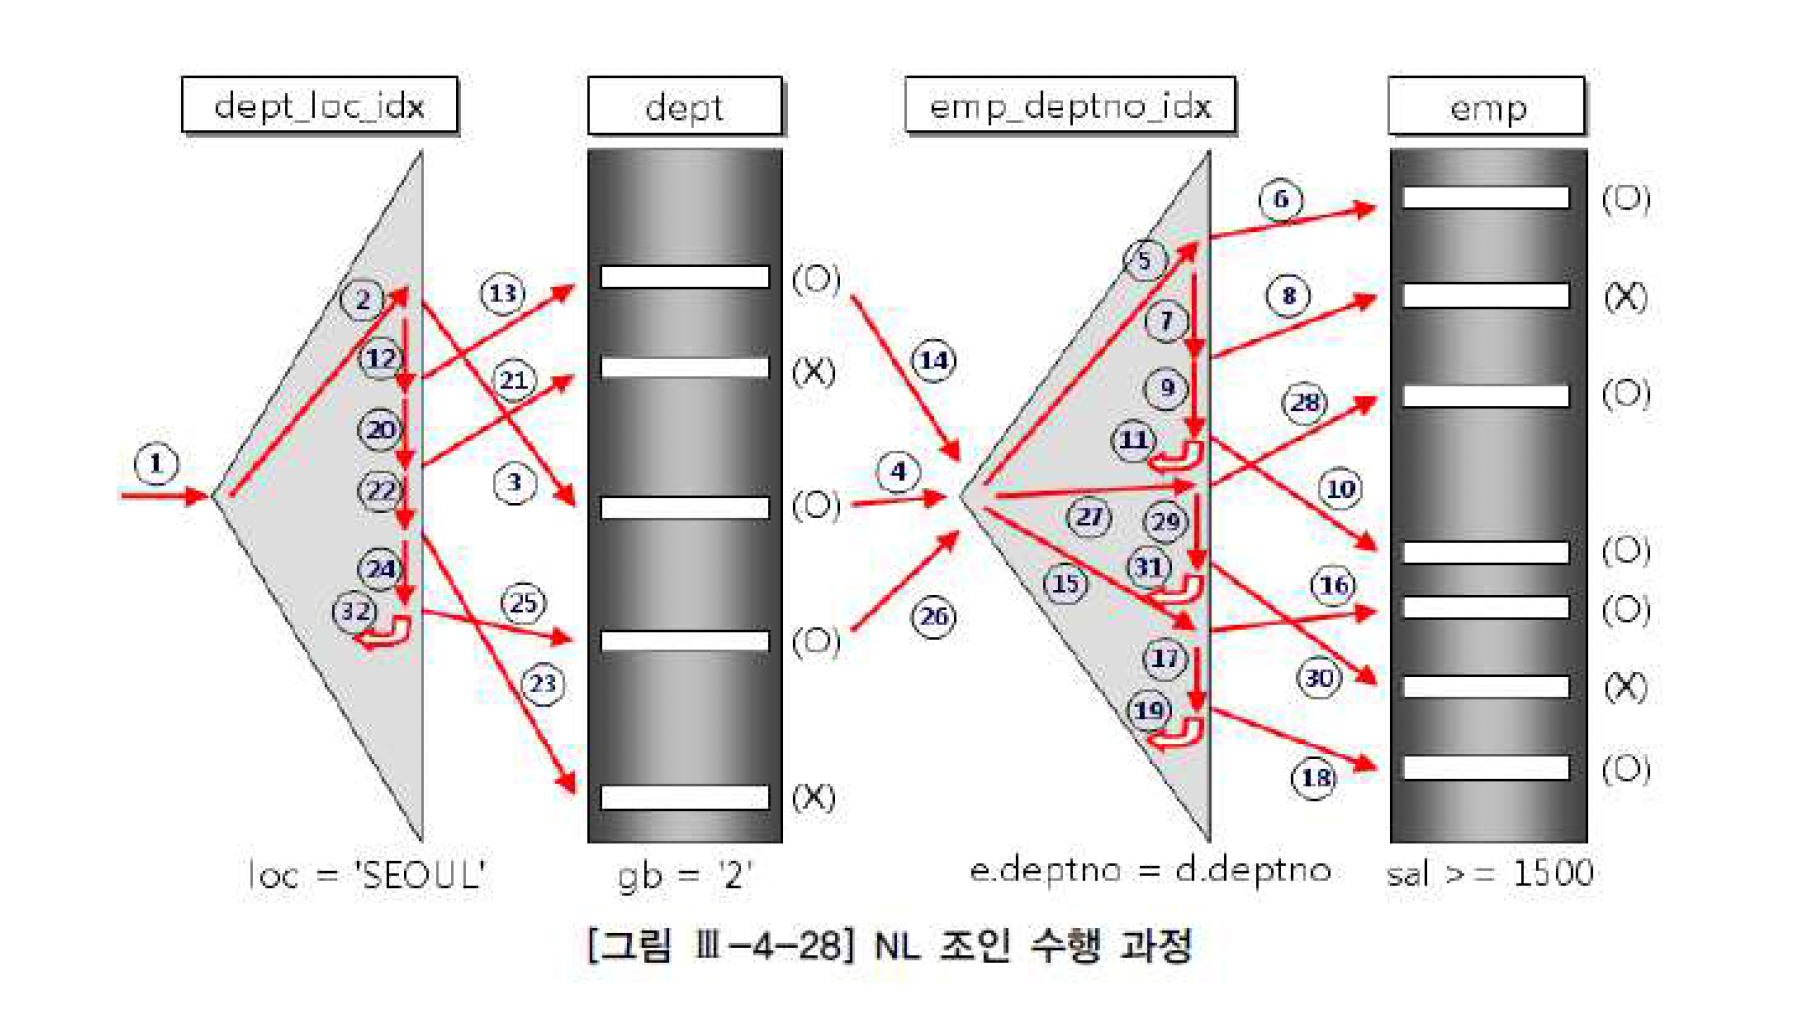 dept_loc_idx
dept
emp_deptno_idx
emp
6
(O)
5
2
13
(O)
8
(X)
7
12
21
(X)
14
9
28
(O)
20
11
1
22
3
4
(O)
10
27
29
(O)
24
31
15
16
32
25
26
(O)
(O)
17
23
30
(X)
19
18
(O)
(X)
loc = 'SEOUL'
gb = '2'
e.deptno = d.deptno
sal >= 1500
[그림 Ⅲ-4-28] NL 조인 수행 과정